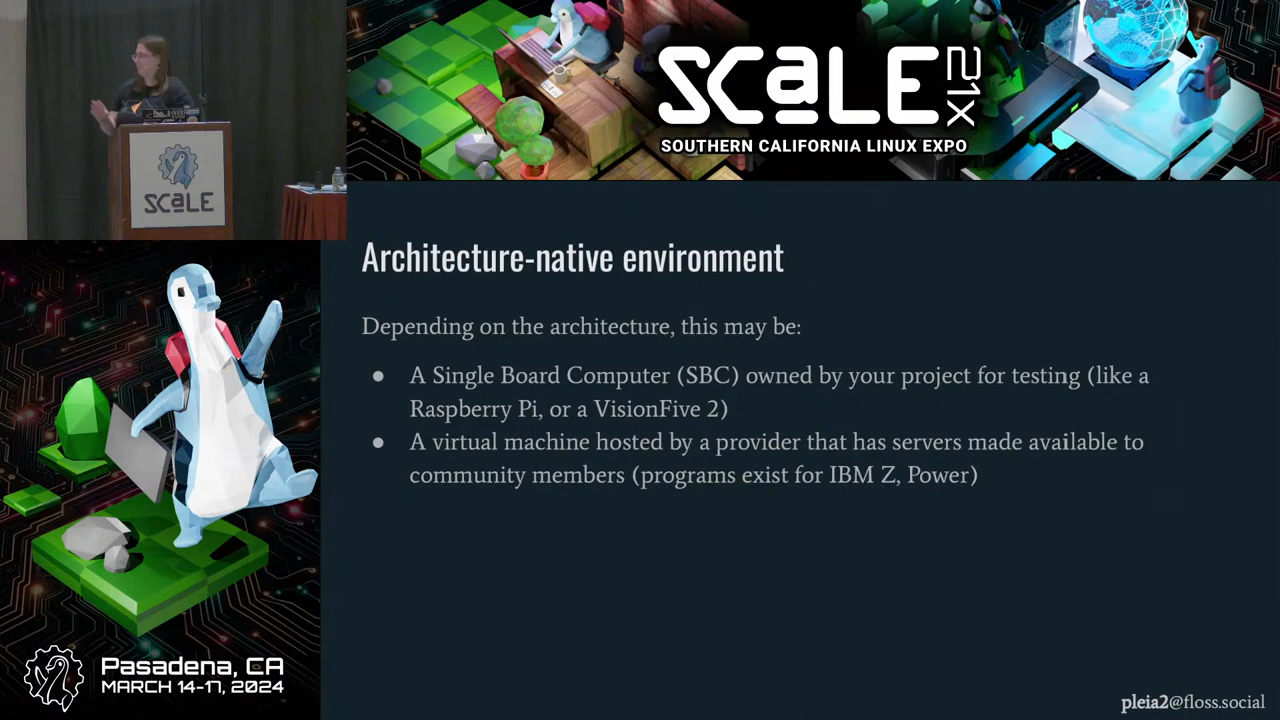 SCALE 21X
SOUTHERN CALIFORNIA LINUX EXPO
SCALE
Architecture-native environment
Depending on the architecture, this may be:
● A Single Board Computer (SBC) owned by your project for testing (like a
Raspberry Pi, or a VisionFive 2)
● A virtual machine hosted by a provider that has servers made available to
community members (programs exist for IBM Z, Power)
Pasadena, CA
MARCH 14-17, 2024
pleia2@floss.social